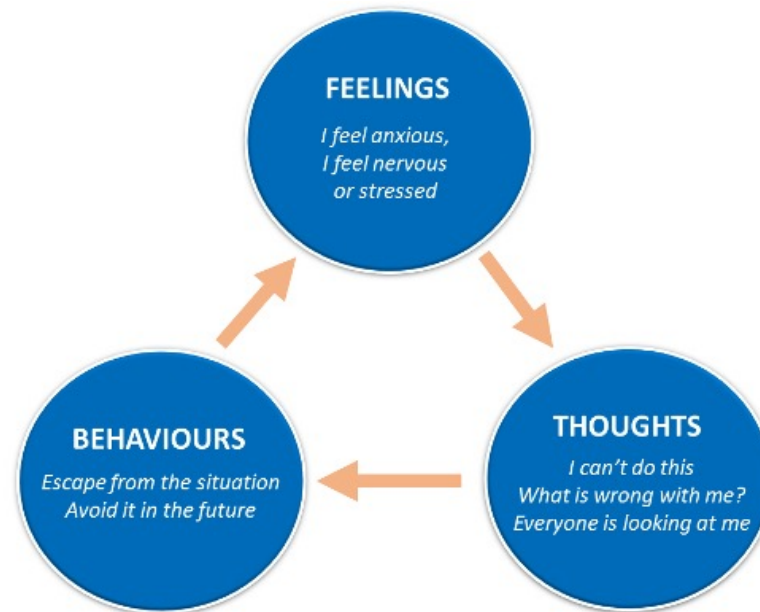 FEELINGS
I feel anxious,
I feel nervous
or stressed
THOUGHTS
I can't do this
What is wrong with me?
Everyone is looking at me
BEHAVIOURS
Escape from the situation
Avoid it in the future